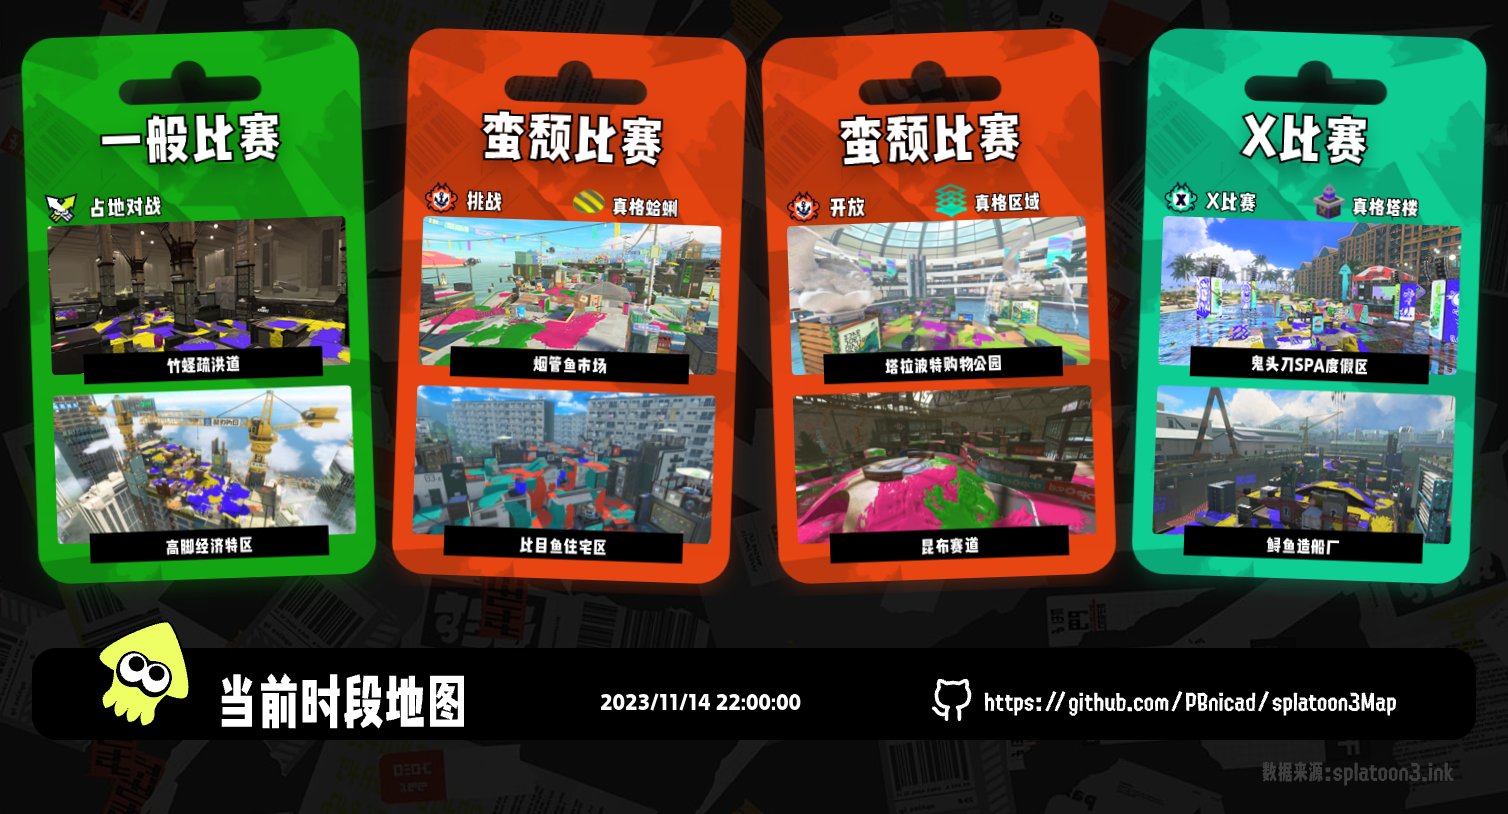 一般比赛
占地对战
竹蛏疏洪道
高脚经济特区
蛮颓比赛
挑战
真格蛤蜊
烟管鱼市场
比目鱼住宅区
蛮颓比赛
开放
真格区域
塔拉波特购物公园
昆布赛道
X比赛
X比赛
真格塔楼
鬼头刀SPA度假区
鲟鱼造船厂
当前时段地图
2023/11/14 22:00:00
https://github.com/PBnicad/splatoon3Map
数据来源:splatoon3.ink